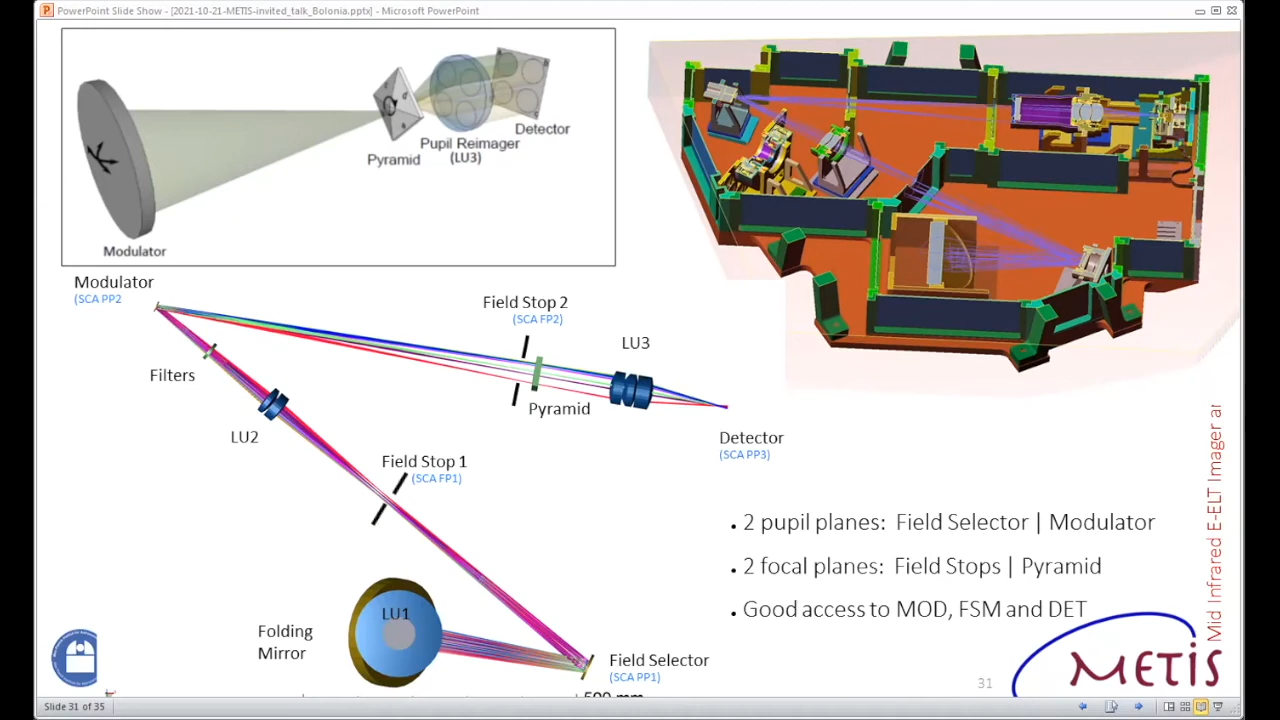 PowerPoint Slide Show - [2021-10-21-METIS-invited_talk_Bolonia.pptx] - Microsoft PowerPoint
Pyramid
Pupil Reimager
(LU3)
Detector
Modulator
Modulator
(SCA PP2
Field Stop 2
(SCA FP2)
LU3
Filters
Pyramid
LU2
Detector
(SCA PP3)
Field Stop 1
(SCA FP1)
• 2 pupil planes: Field Selector | Modulator
• 2 focal planes: Field Stops | Pyramid
• Good access to MOD, FSM and DET
LU1
Folding
Mirror
Field Selector
(SCA PP1)
500 mm
Mid Infrared E-ELT Imager ar
METIS
31
Slide 31 of 35